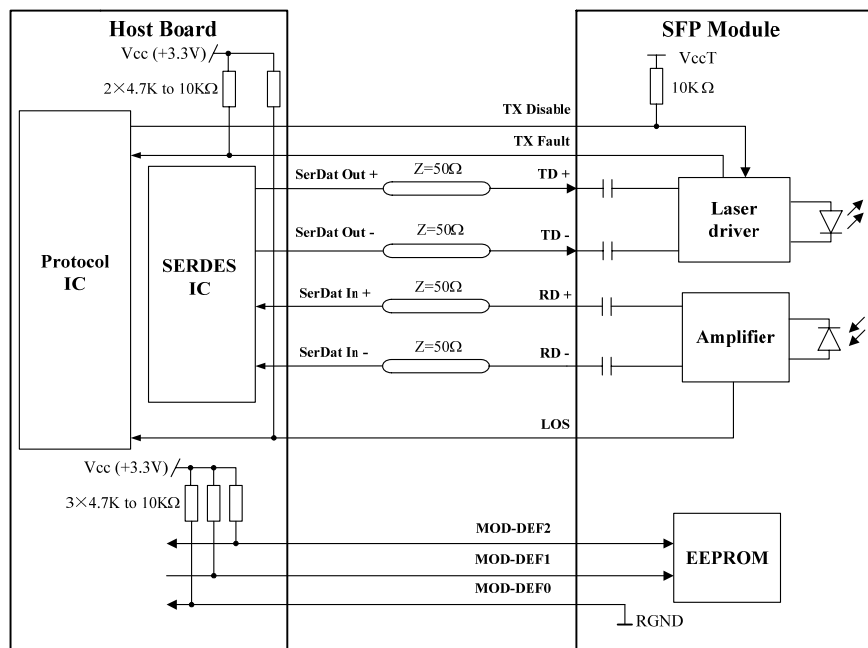 Host Board
SFP Module
Vcc (+3.3V)
VccT
2×4.7K to 10KΩ
10KΩ
TX Disable
TX Fault
SerDat Out +
Z=50Ω
TD +
Laser
driver
SerDat Out -
Z=50Ω
TD -
Protocol
IC
SERDES
IC
SerDat In +
Z=50Ω
RD +
Amplifier
SerDat In -
Z=50Ω
RD -
LOS
Vcc (+3.3V)
3×4.7K to 10KΩ
MOD-DEF2
EEPROM
MOD-DEF1
MOD-DEF0
RGND